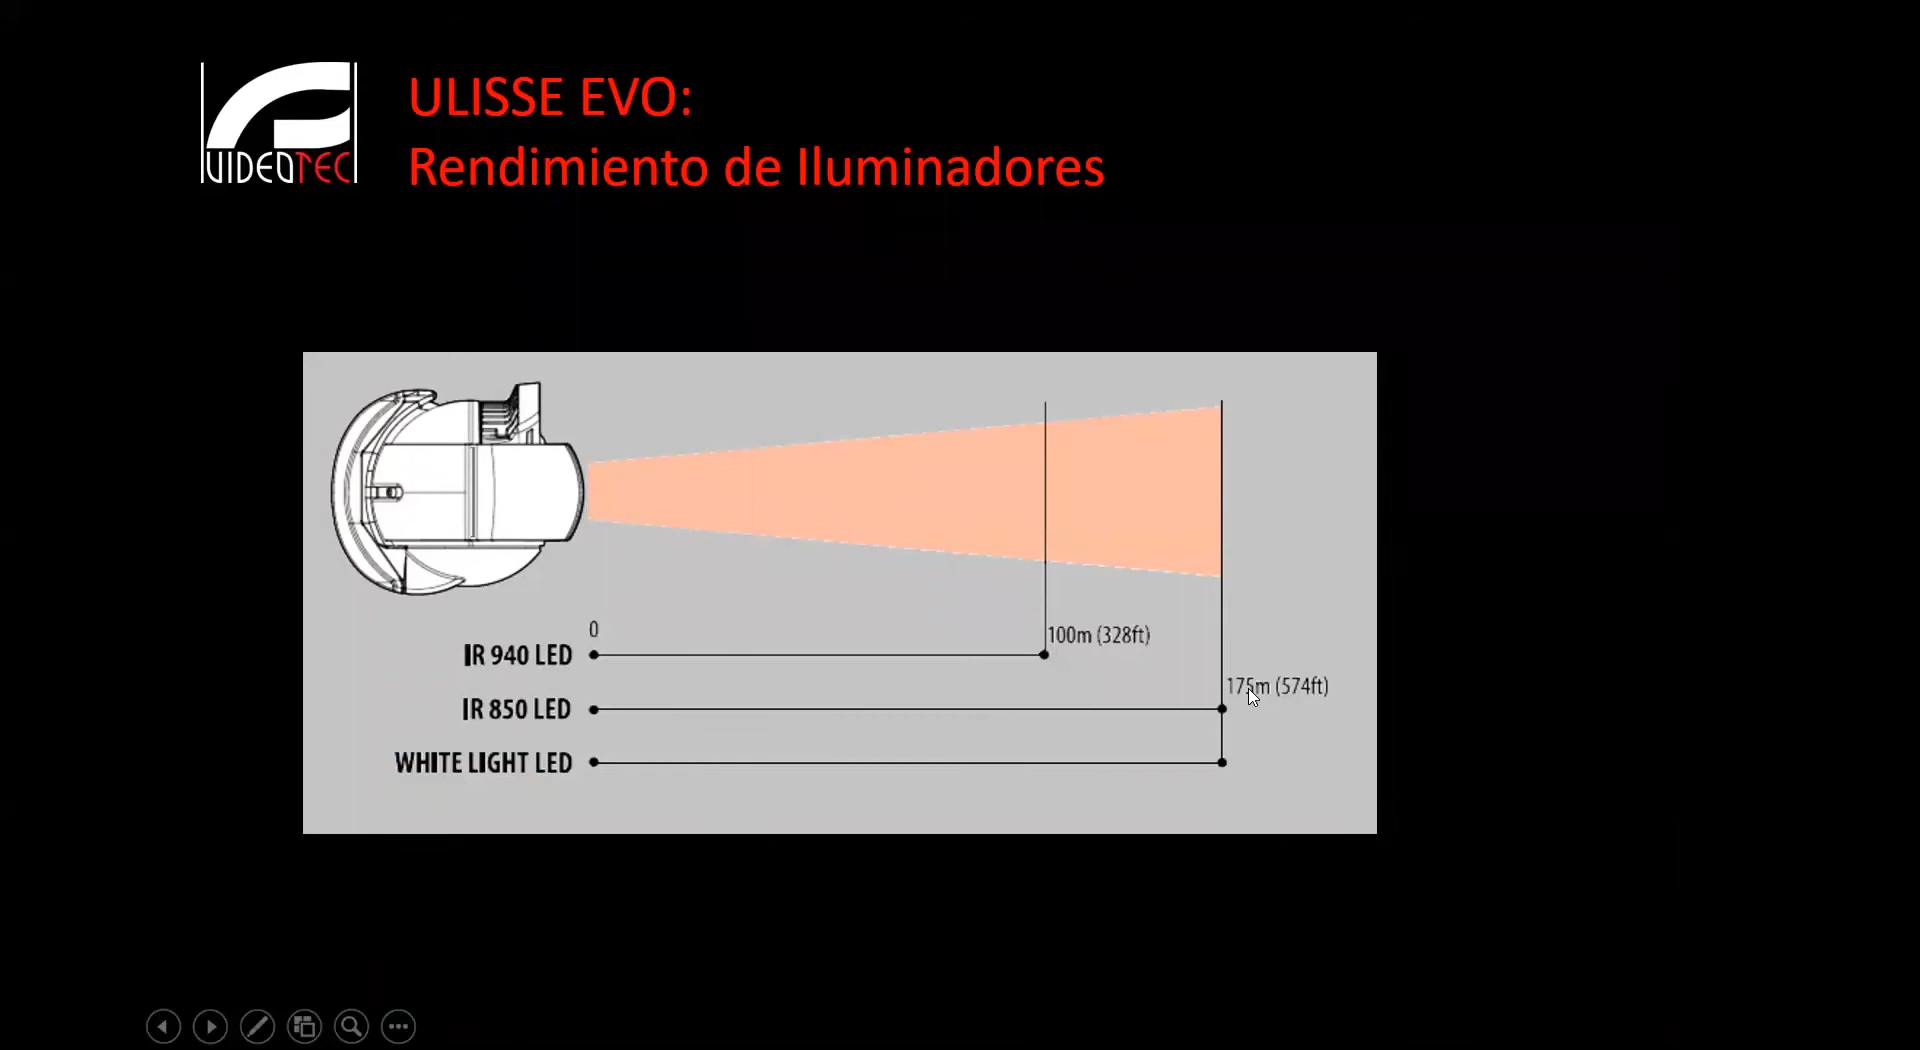 VIDEOTEC
ULISSE EVO:
Rendimiento de Iluminadores
0
100m (328ft)
IR 940 LED
175m (574ft)
IR 850 LED
WHITE LIGHT LED